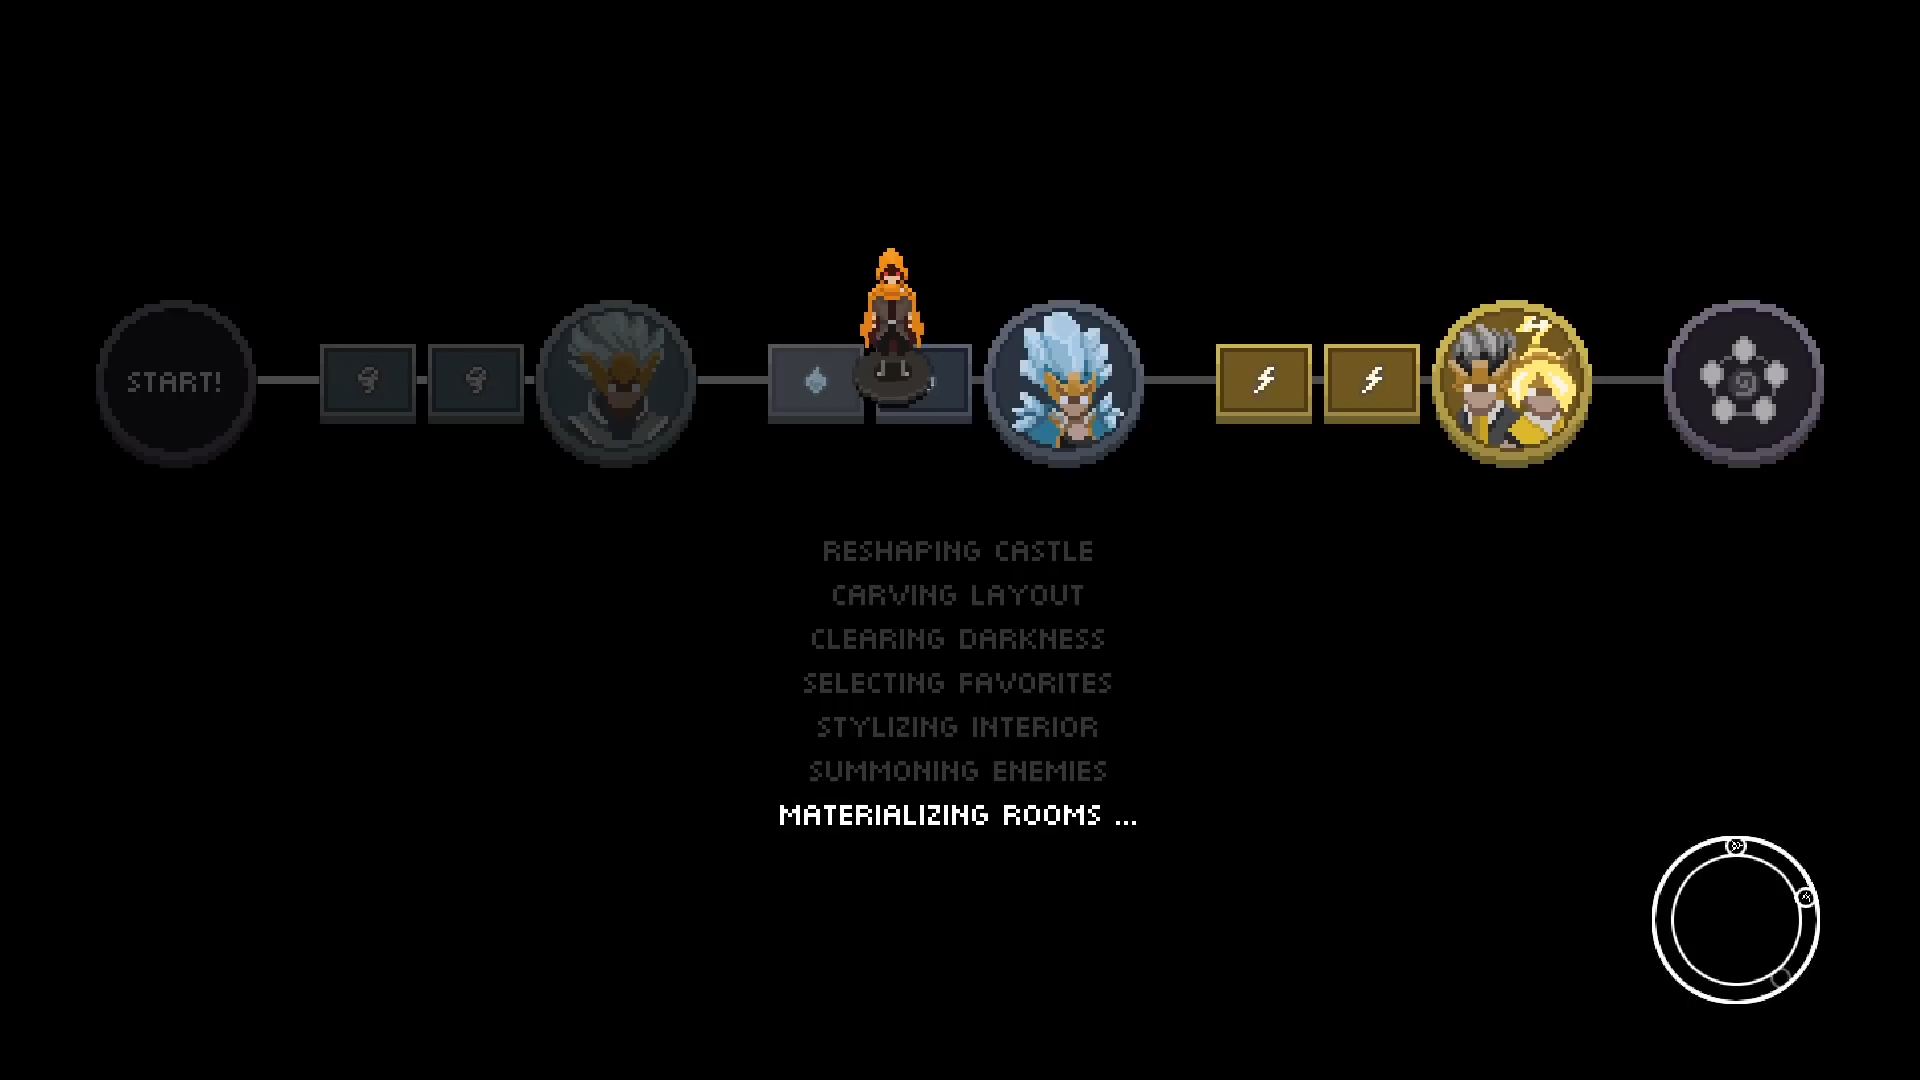 START!
RESHAPING CASTLE
CARVING LAYOUT
CLEARING DARKNESS
SELECTING FAVORITES
STYLIZING INTERIOR
SUMMONING ENEMIES
MATERIALIZING ROOMS ...